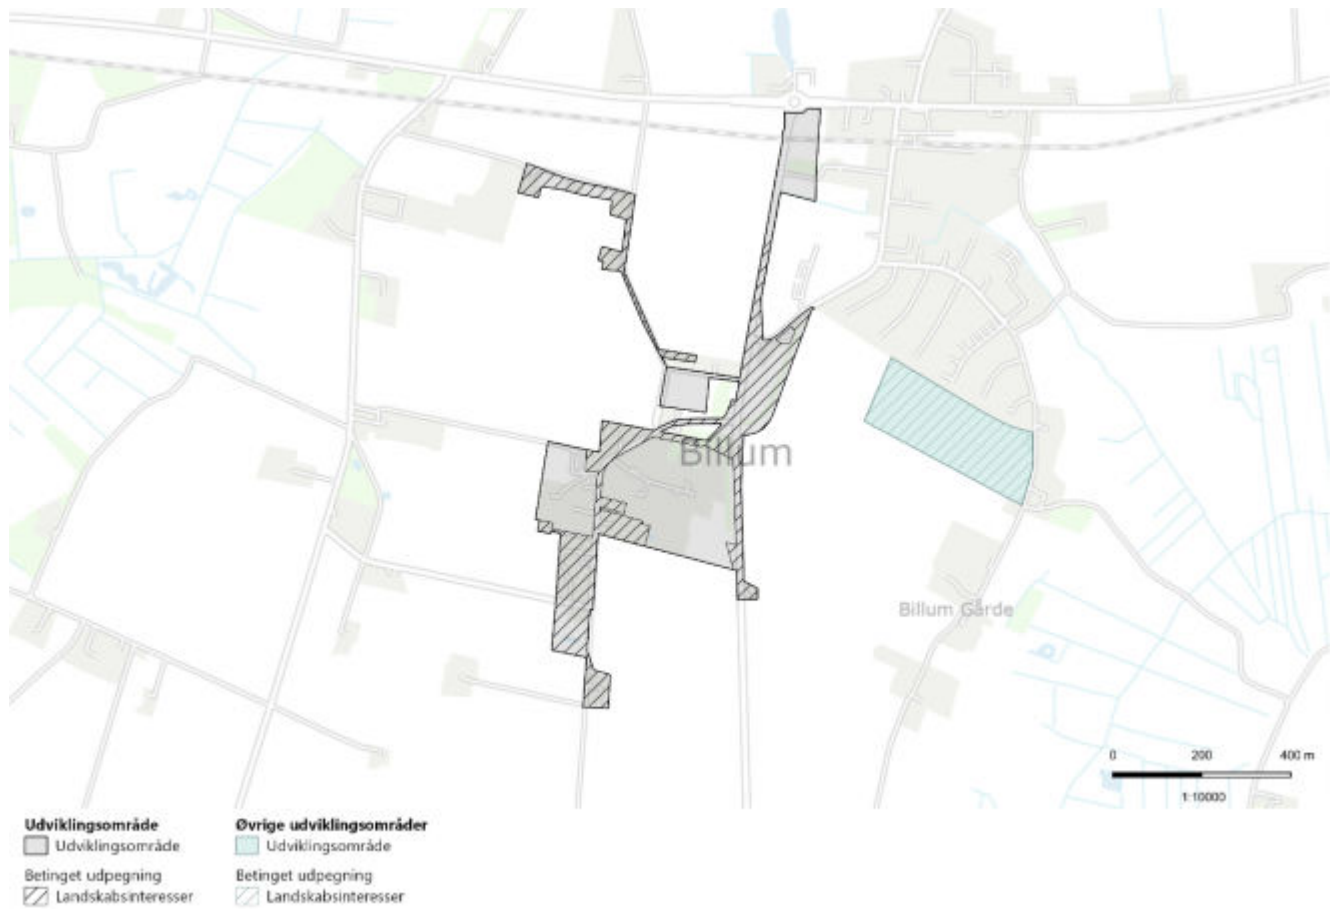 Billum
Billum Gårde
0 200 400 m
1:10000
Udviklingsområde
Udviklingsområde
Betinget udpegning
Landskabsinteresser
Øvrige udviklingsområder
Udviklingsområde
Betinget udpegning
Landskabsinteresser